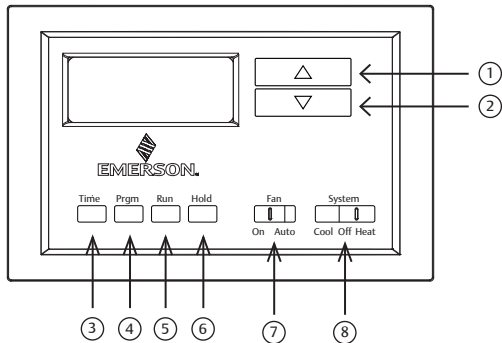 1
2
EMERSON.
Time Prgm Run Hold
Fan
On Auto
System
Cool Off Heat
3 4 5 6 7 8